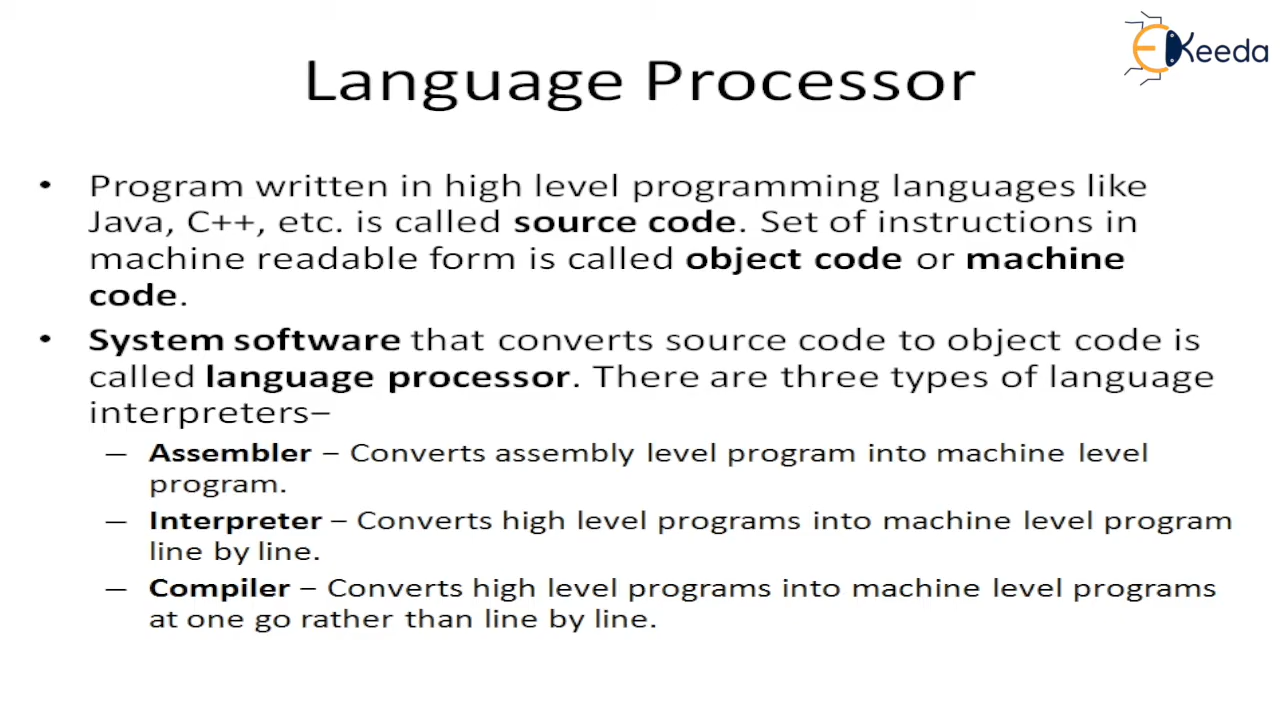 EKeeda
Language Processor
• Program written in high level programming languages like
Java, C++, etc. is called source code. Set of instructions in
machine readable form is called object code or machine
code.
• System software that converts source code to object code is
called language processor. There are three types of language
interpreters–
– Assembler – Converts assembly level program into machine level
program.
– Interpreter – Converts high level programs into machine level program
line by line.
– Compiler – Converts high level programs into machine level programs
at one go rather than line by line.